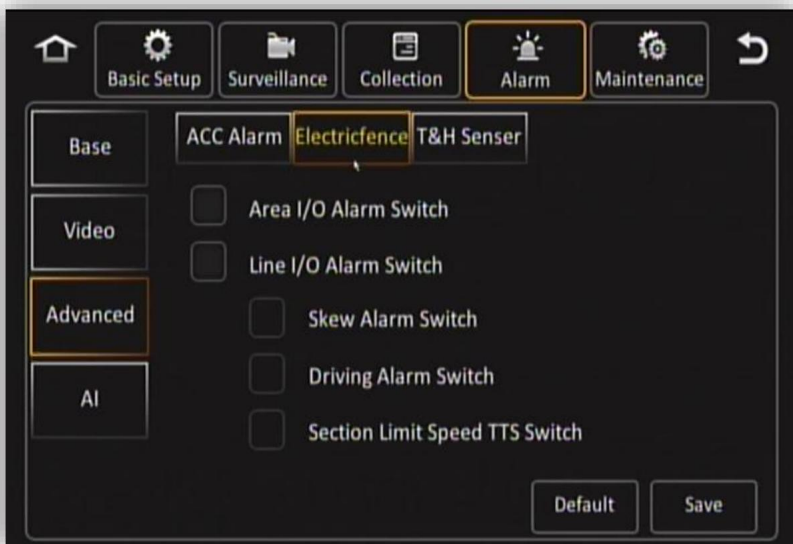 Basic Setup
Surveillance
Collection
Alarm
Maintenance
Base
Video
Advanced
AI
ACC Alarm
Electricfence
T&H Senser
Area I/O Alarm Switch
Line I/O Alarm Switch
Skew Alarm Switch
Driving Alarm Switch
Section Limit Speed TTS Switch
Default
Save